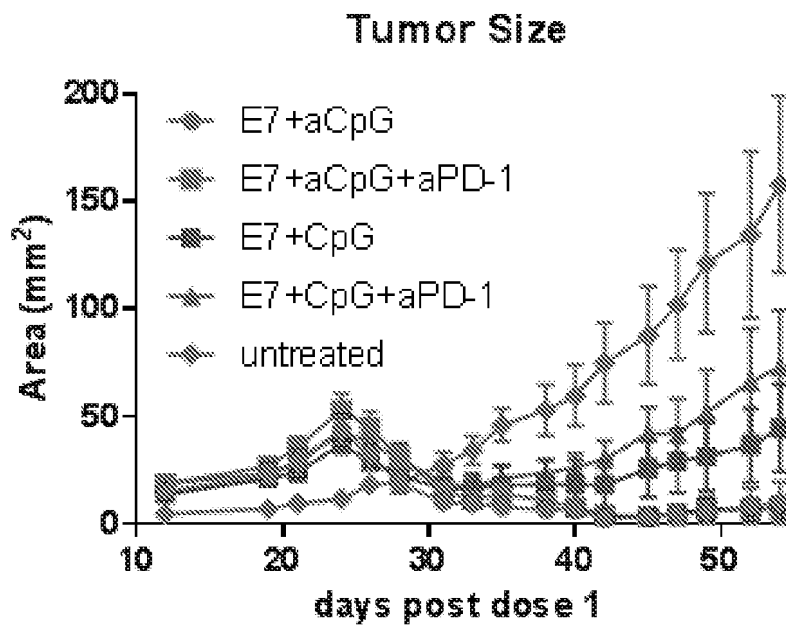 Tumor Size
200
150
100
50
0
Area (mm²)
E7+aCpG
E7+aCpG+aPD-1
E7+CpG
E7+CpG+aPD-1
untreated
10 20 30 40 50
days post dose 1